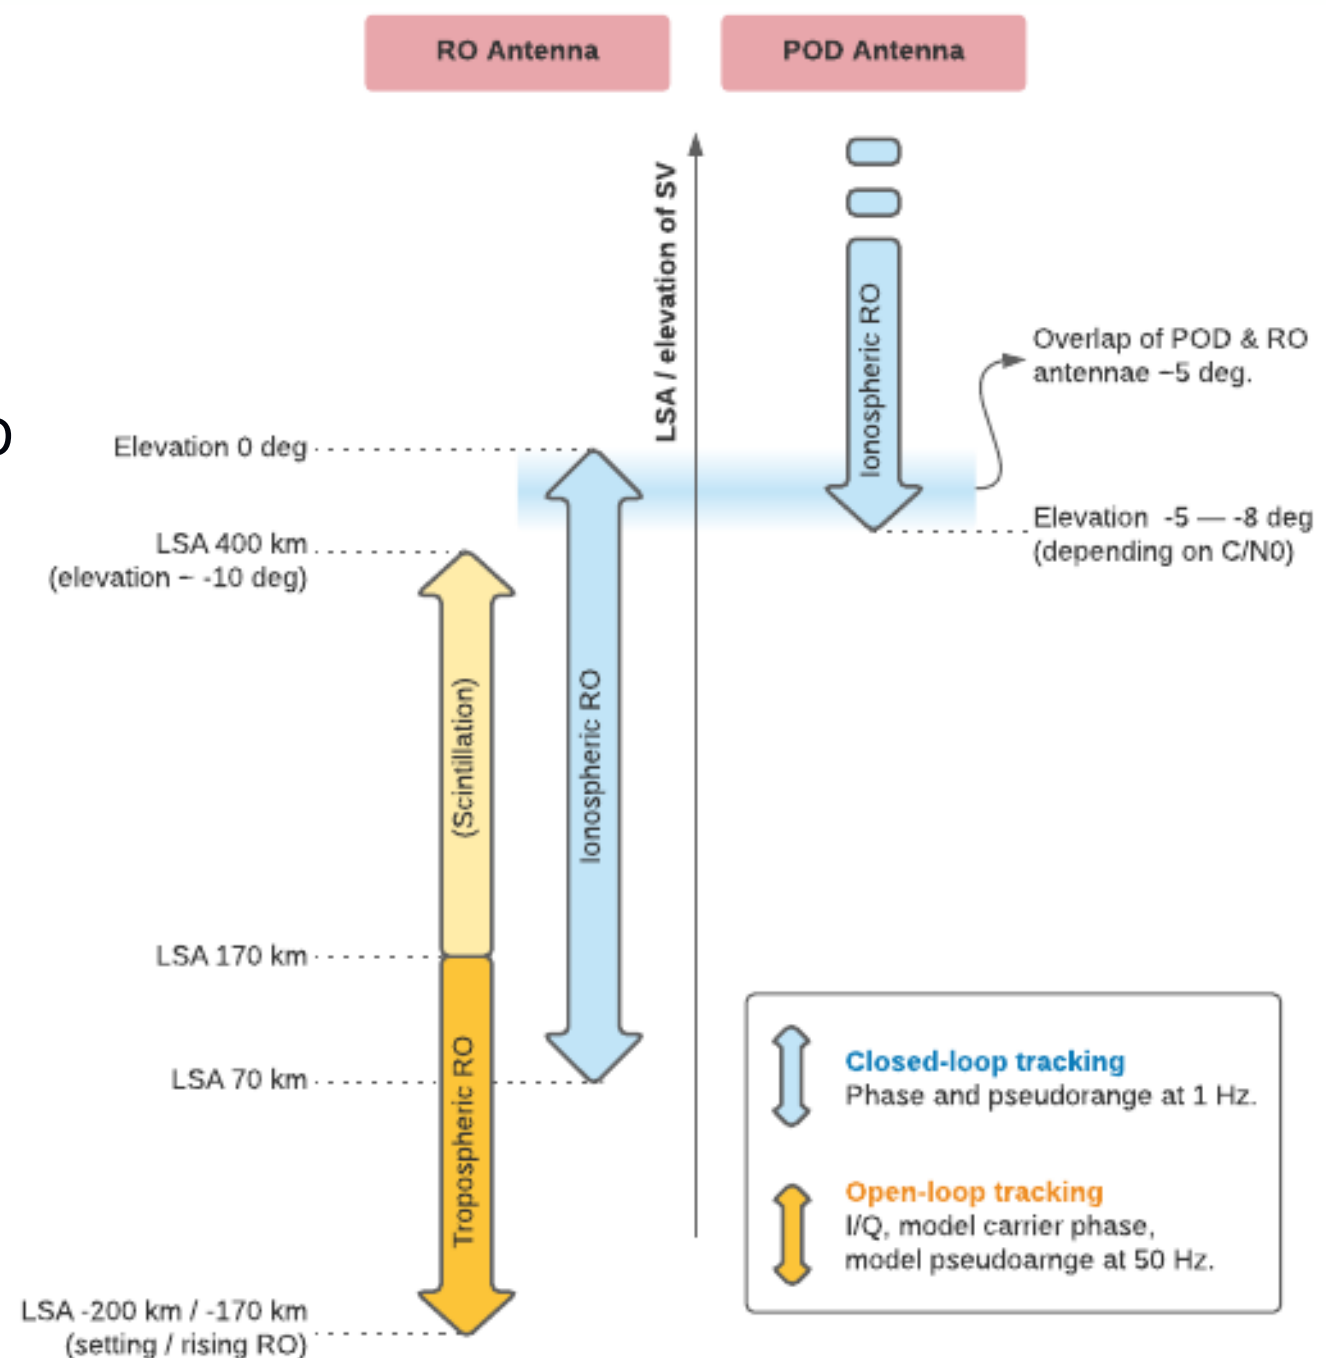 RO Antenna
POD Antenna
LSA / elevation of SV
Ionospheric RO
Overlap of POD & RO
antennae ~5 deg.
Elevation 0 deg
Elevation -5 — -8 deg
(depending on C/N0)
LSA 400 km
(elevation ~ -10 deg)
(Scintillation)
Ionospheric RO
LSA 170 km
LSA 70 km
Tropospheric RO
Closed-loop tracking
Phase and pseudorange at 1 Hz.
Open-loop tracking
I/Q, model carrier phase,
model pseudoarnge at 50 Hz.
LSA -200 km / -170 km
(setting / rising RO)